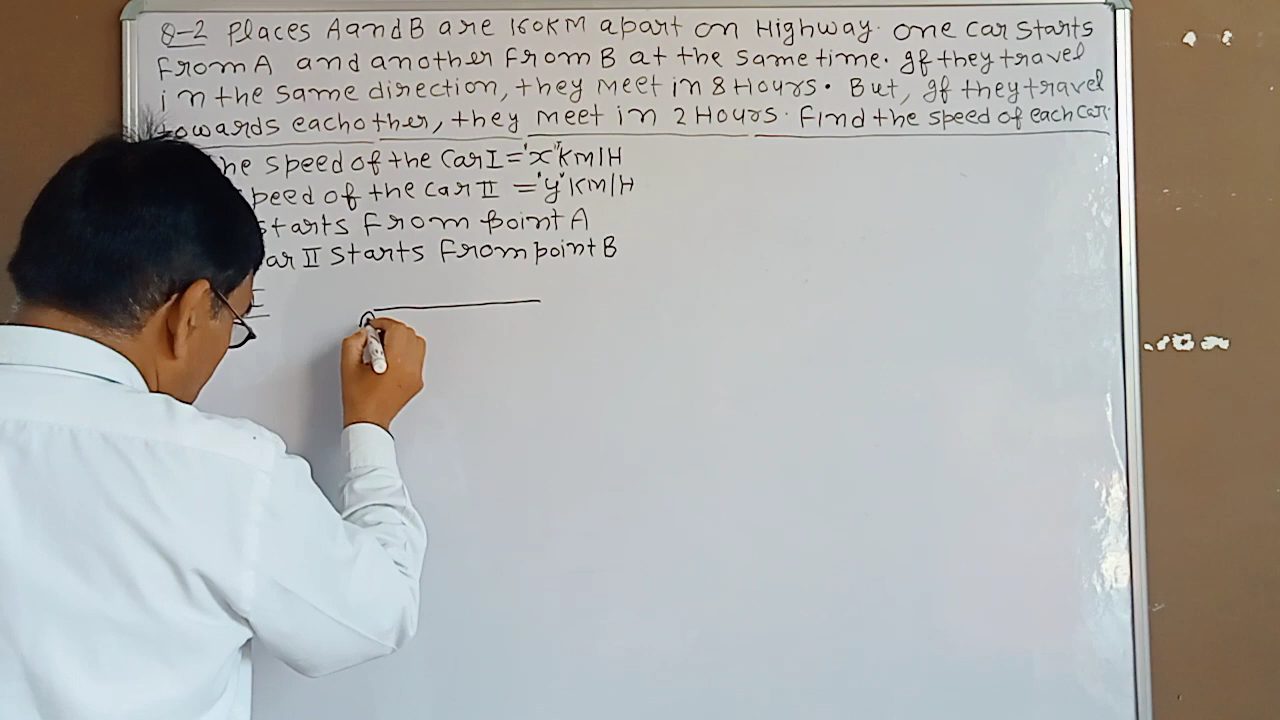 Q-2 Places A and B are 160KM apart on Highway. one car starts
From A and another From B at the same time. If they travel
in the same direction, they meet in 8 Hours. But, If they travel
towards each other, they meet in 2 Hours. Find the speed of each car.
he speed of the Car I = "x" KM/H
peed of the car II = "y" KM/H
starts From point A
ar II starts From point B
I